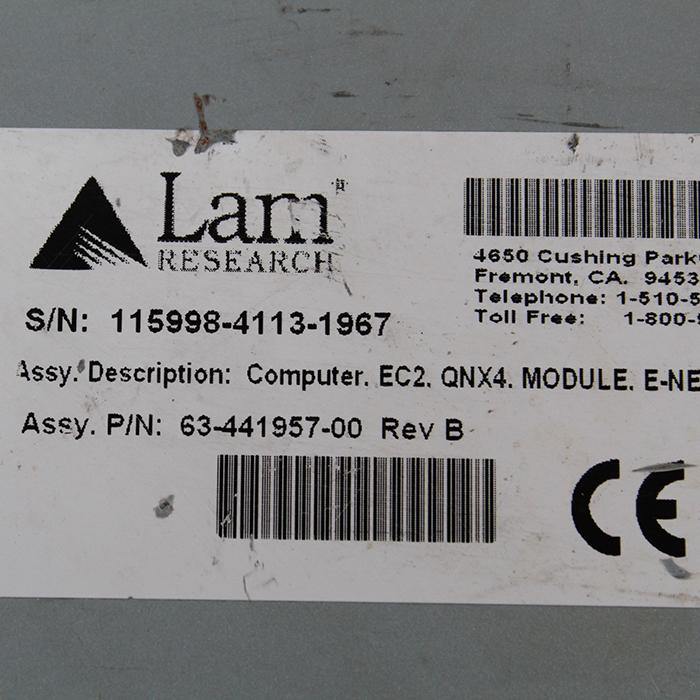 Lam
RESEARCH
4650 Cushing Park
Fremont, CA. 9453
Telephone: 1-510-5
Toll Free: 1-800-
S/N: 115998-4113-1967
Assy. Description: Computer, EC2, QNX4, MODULE, E-NE
Assy. P/N: 63-441957-00 Rev B
CE